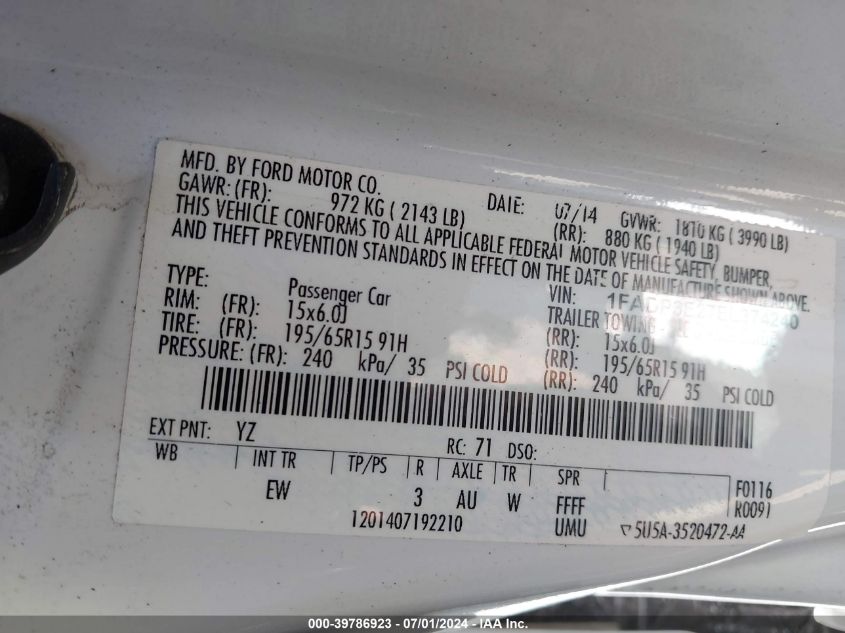 MFD. BY FORD MOTOR CO.
DATE: 07/14 GVWR: 1810 KG ( 3990 LB)
GAWR: (FR): 972 KG ( 2143 LB) (RR): 880 KG ( 1940 LB)
THIS VEHICLE CONFORMS TO ALL APPLICABLE FEDERAL MOTOR VEHICLE SAFETY, BUMPER,
AND THEFT PREVENTION STANDARDS IN EFFECT ON THE DATE OF MANUFACTURE SHOWN ABOVE.
VIN:
TYPE: Passenger Car TRAILER TOWING
RIM: (FR): 15x6.0J (RR): 15x6.0J
TIRE: (FR): 195/65R15 91H (RR): 195/65R15 91H
PRESSURE: (FR): 240 kPa/ 35 PSI COLD (RR): 240 kPa/ 35 PSI COLD
EXT PNT: YZ RC: 71 DSO:
WB INT TR TP/PS R AXLE TR SPR F0116
EW 3 AU W FFFF R0091
1201407192210 UMU 5U5A-3520472-AA
000-39786923 - 07/01/2024 - IAA Inc.